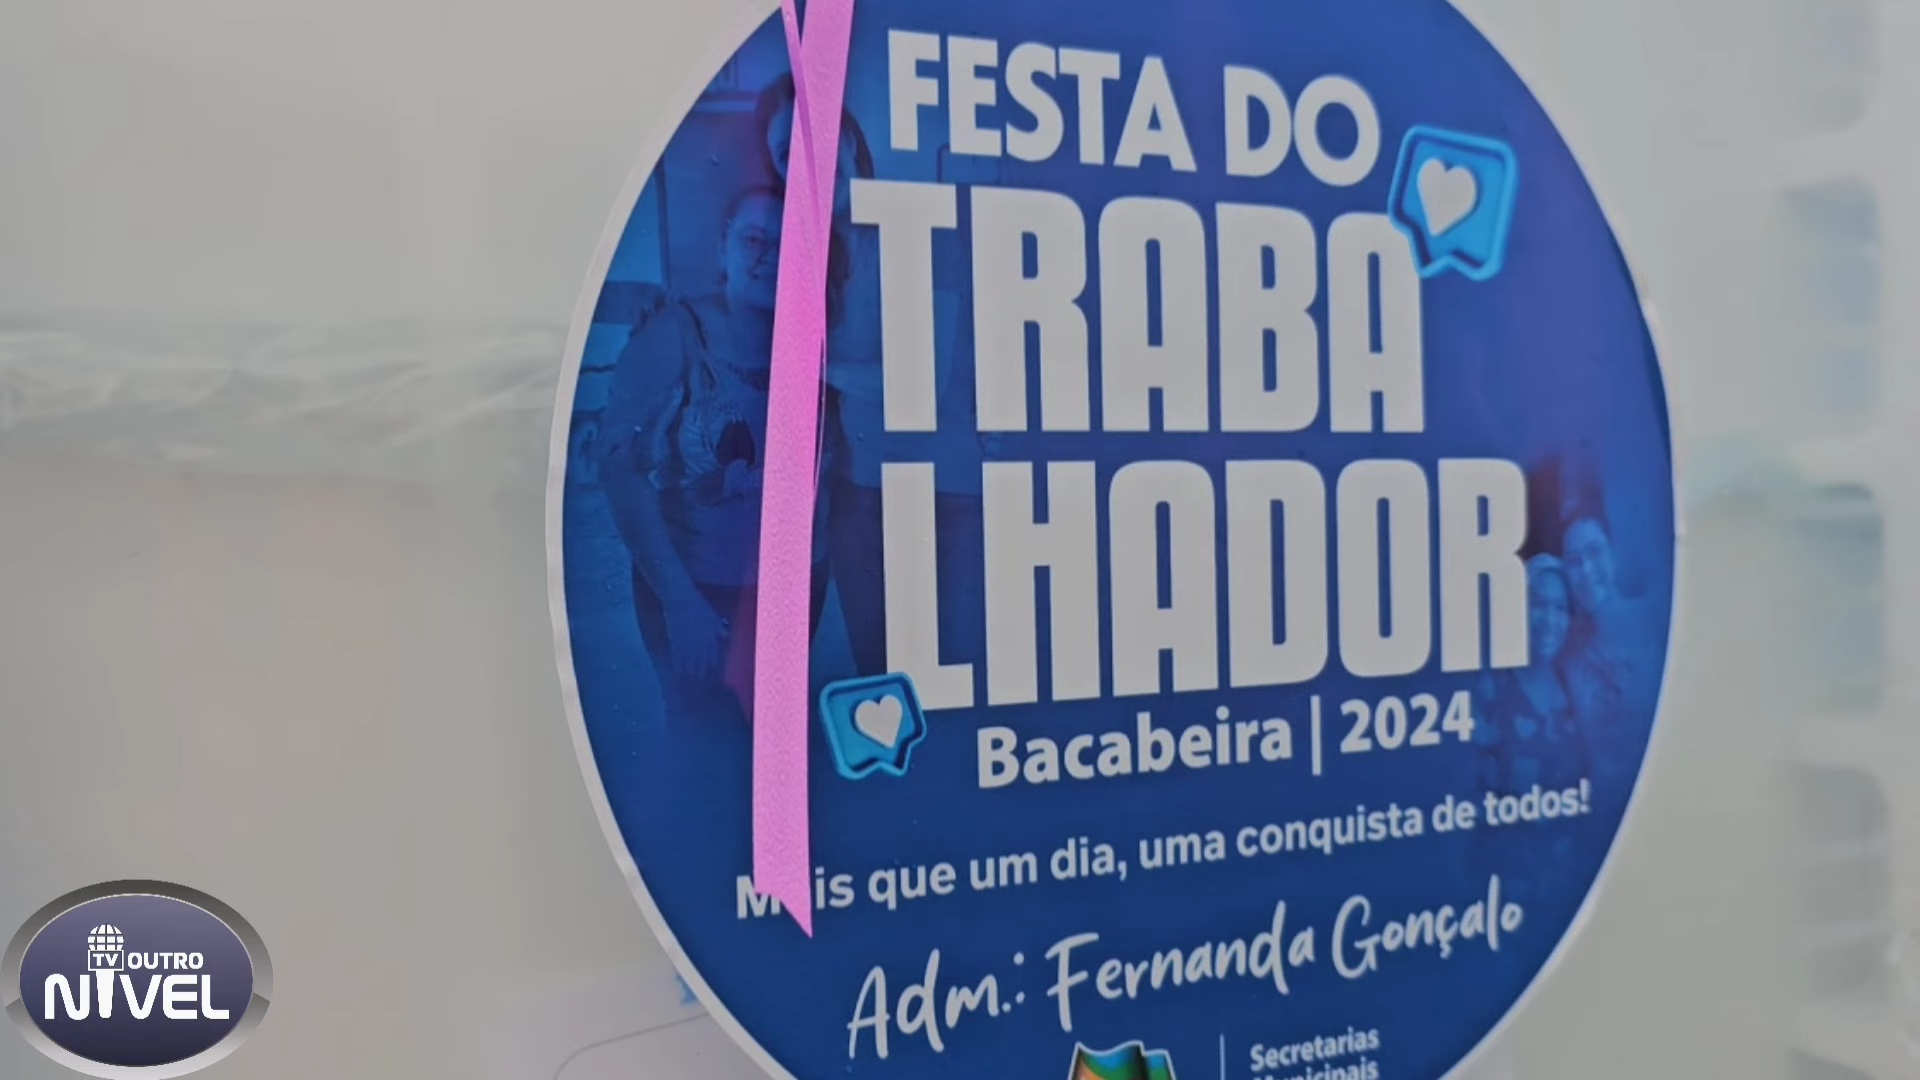 FESTA DO
TRABA
LHADOR
Bacabeira | 2024
Mais que um dia, uma conquista de todos!
Adm.: Fernanda Gonçalo
Secretarias
Municipais
TV OUTRO
NIVEL